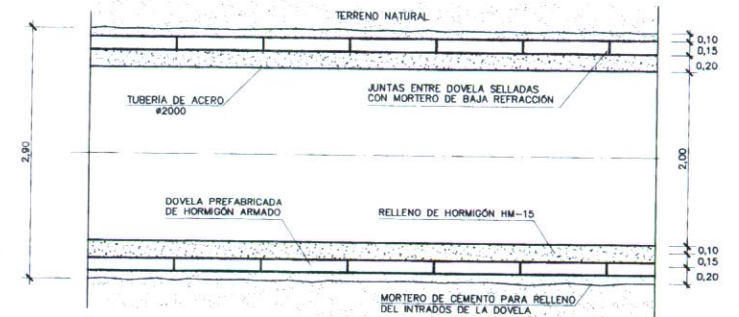 TERRENO NATURAL
0,10
0,15
0,20
TUBERIA DE ACERO
ø2000
JUNTAS ENTRE DOVELA SELLADAS
CON MORTERO DE BAJA REFRACCIÓN
2,90
2,00
DOVELA PREFABRICADA
DE HORMIGÓN ARMADO
RELLENO DE HORMIGÓN HM-15
0,10
0,15
0,20
MORTERO DE CEMENTO PARA RELLENO
DEL INTRADOS DE LA DOVELA